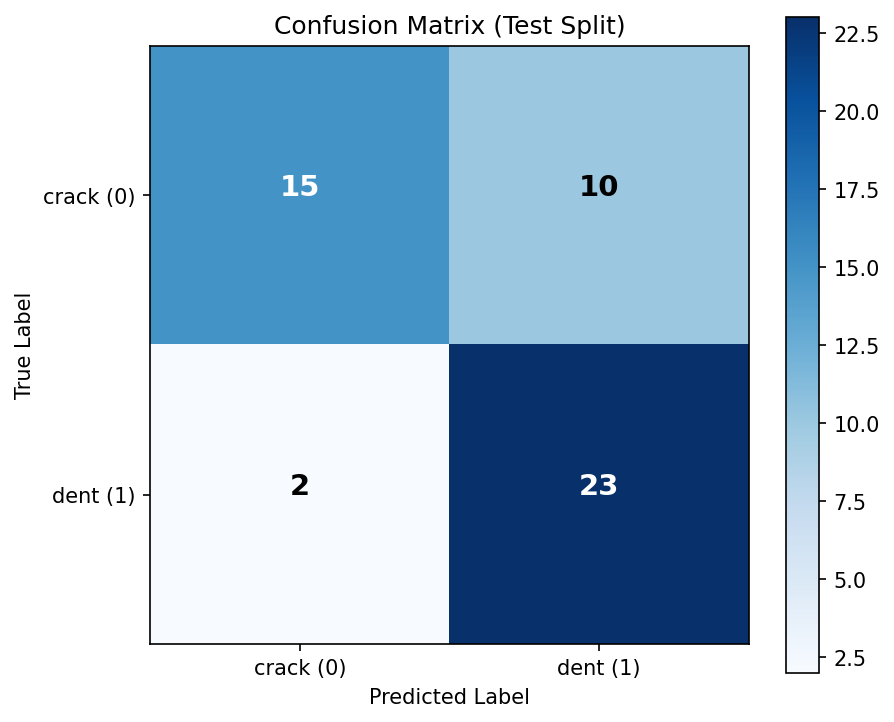 Confusion Matrix (Test Split)
crack (0)
dent (1)
True Label
15
10
2
23
crack (0)
dent (1)
Predicted Label
22.5
20.0
17.5
15.0
12.5
10.0
7.5
5.0
2.5